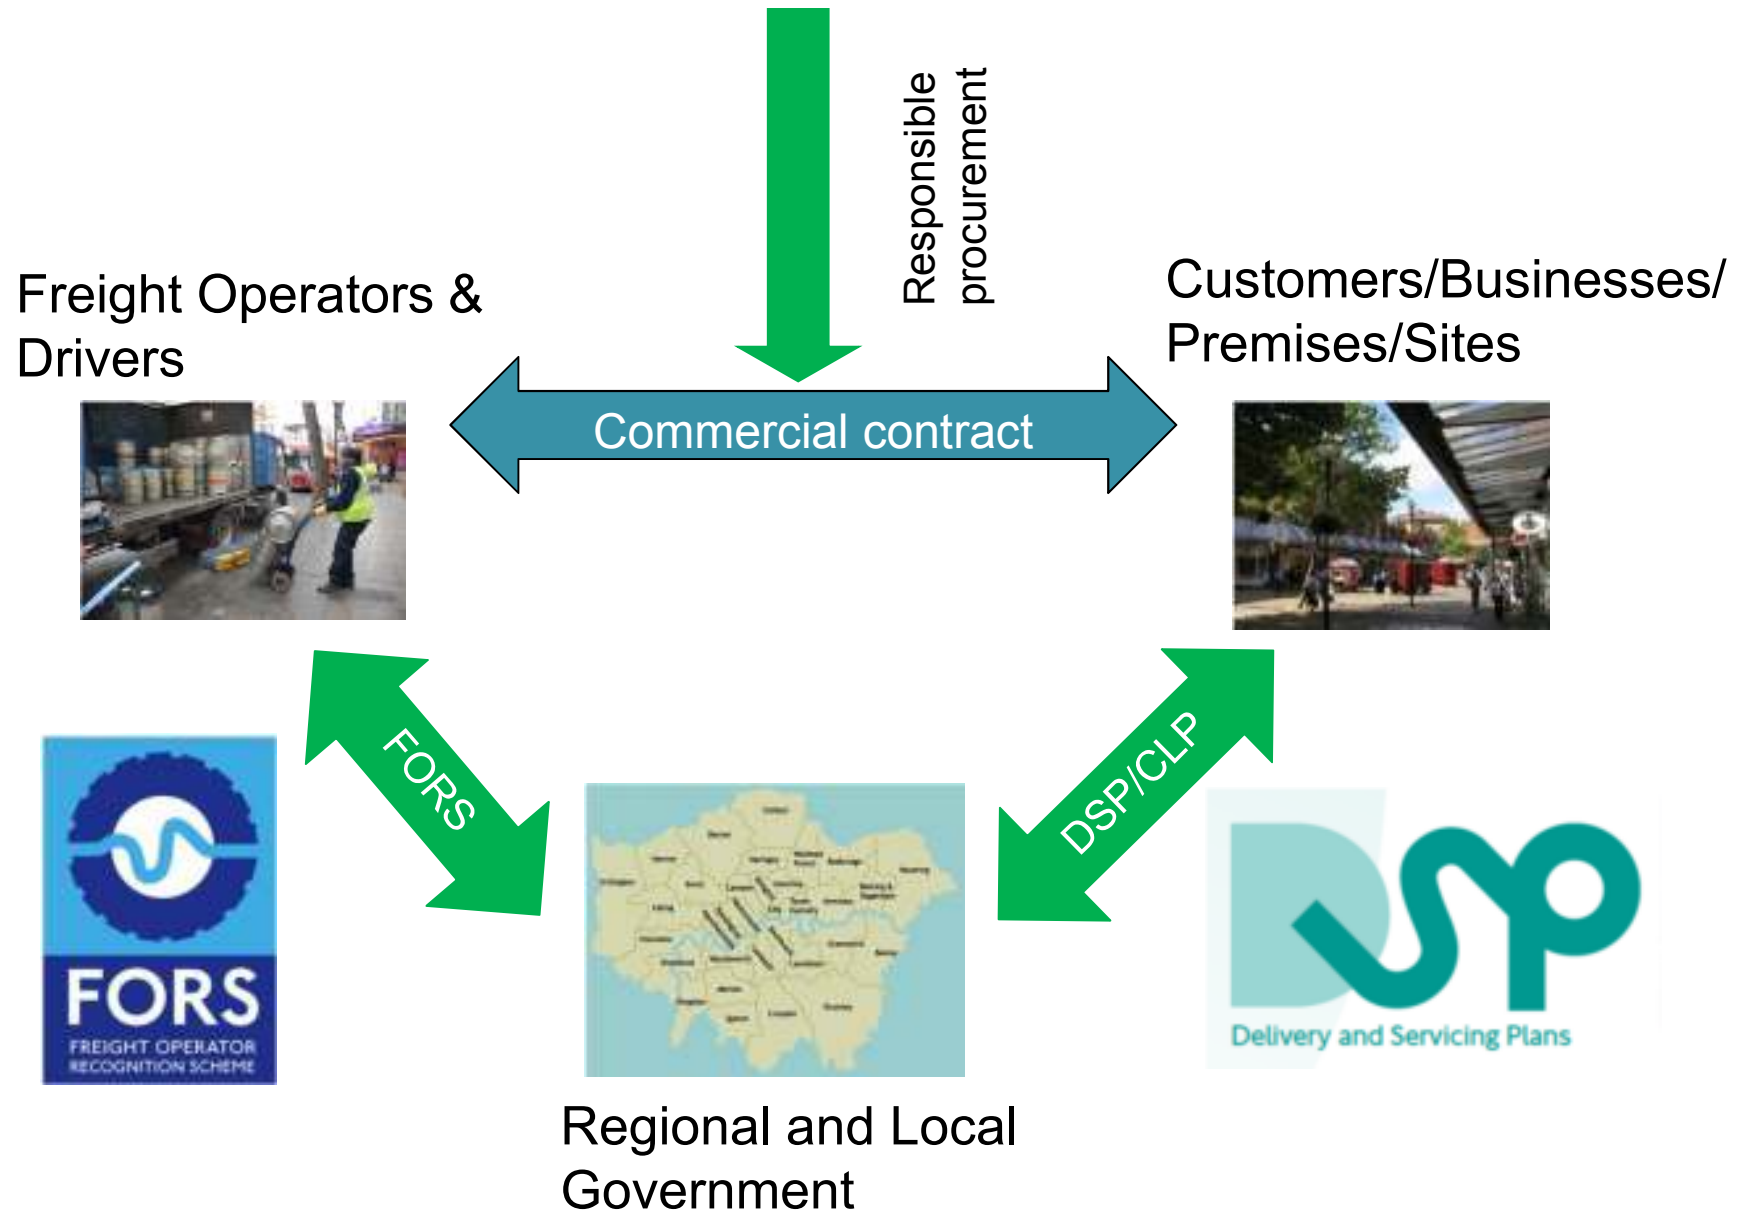 Responsible
procurement
Freight Operators &
Drivers
Customers/Businesses/
Premises/Sites
Commercial contract
FORS
DSP/CLP
FORS
FREIGHT OPERATOR
RECOGNITION SCHEME
Dsp
Delivery and Servicing Plans
Regional and Local
Government